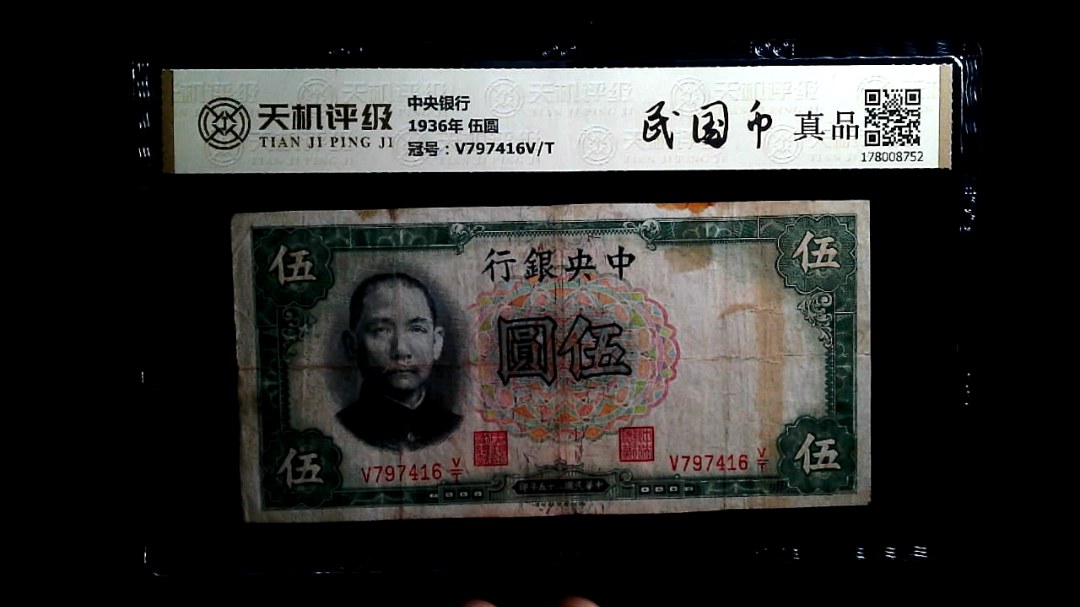 天机评级
TIAN JI PING JI
中央银行
1936年 伍圆
冠号：V797416V/T
民国币 真品
178008752
伍
行銀央中
伍
圓伍
伍
V797416 V/T
V797416 V/T
伍